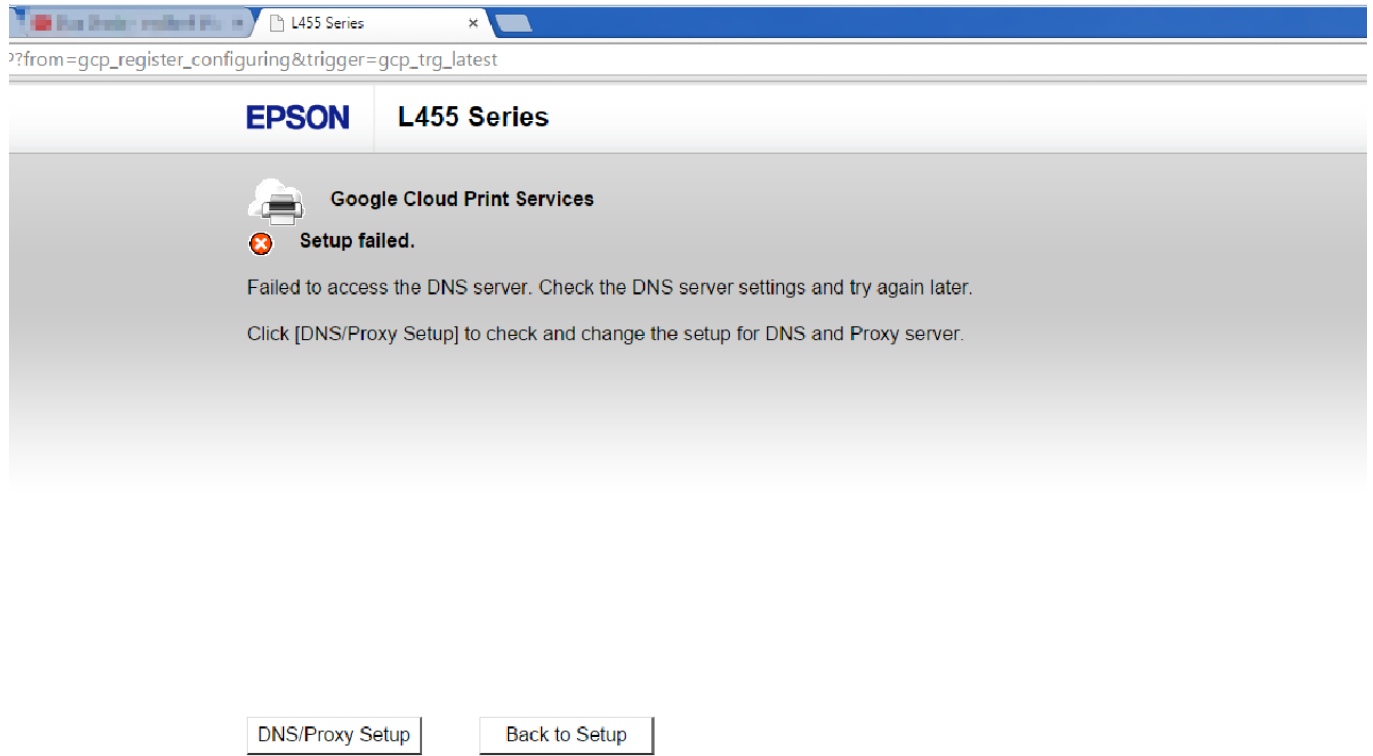 L455 Series
?from=gcp_register_configuring&trigger=gcp_trg_latest
EPSON L455 Series
Google Cloud Print Services
Setup failed.
Failed to access the DNS server. Check the DNS server settings and try again later.
Click [DNS/Proxy Setup] to check and change the setup for DNS and Proxy server.
DNS/Proxy Setup Back to Setup